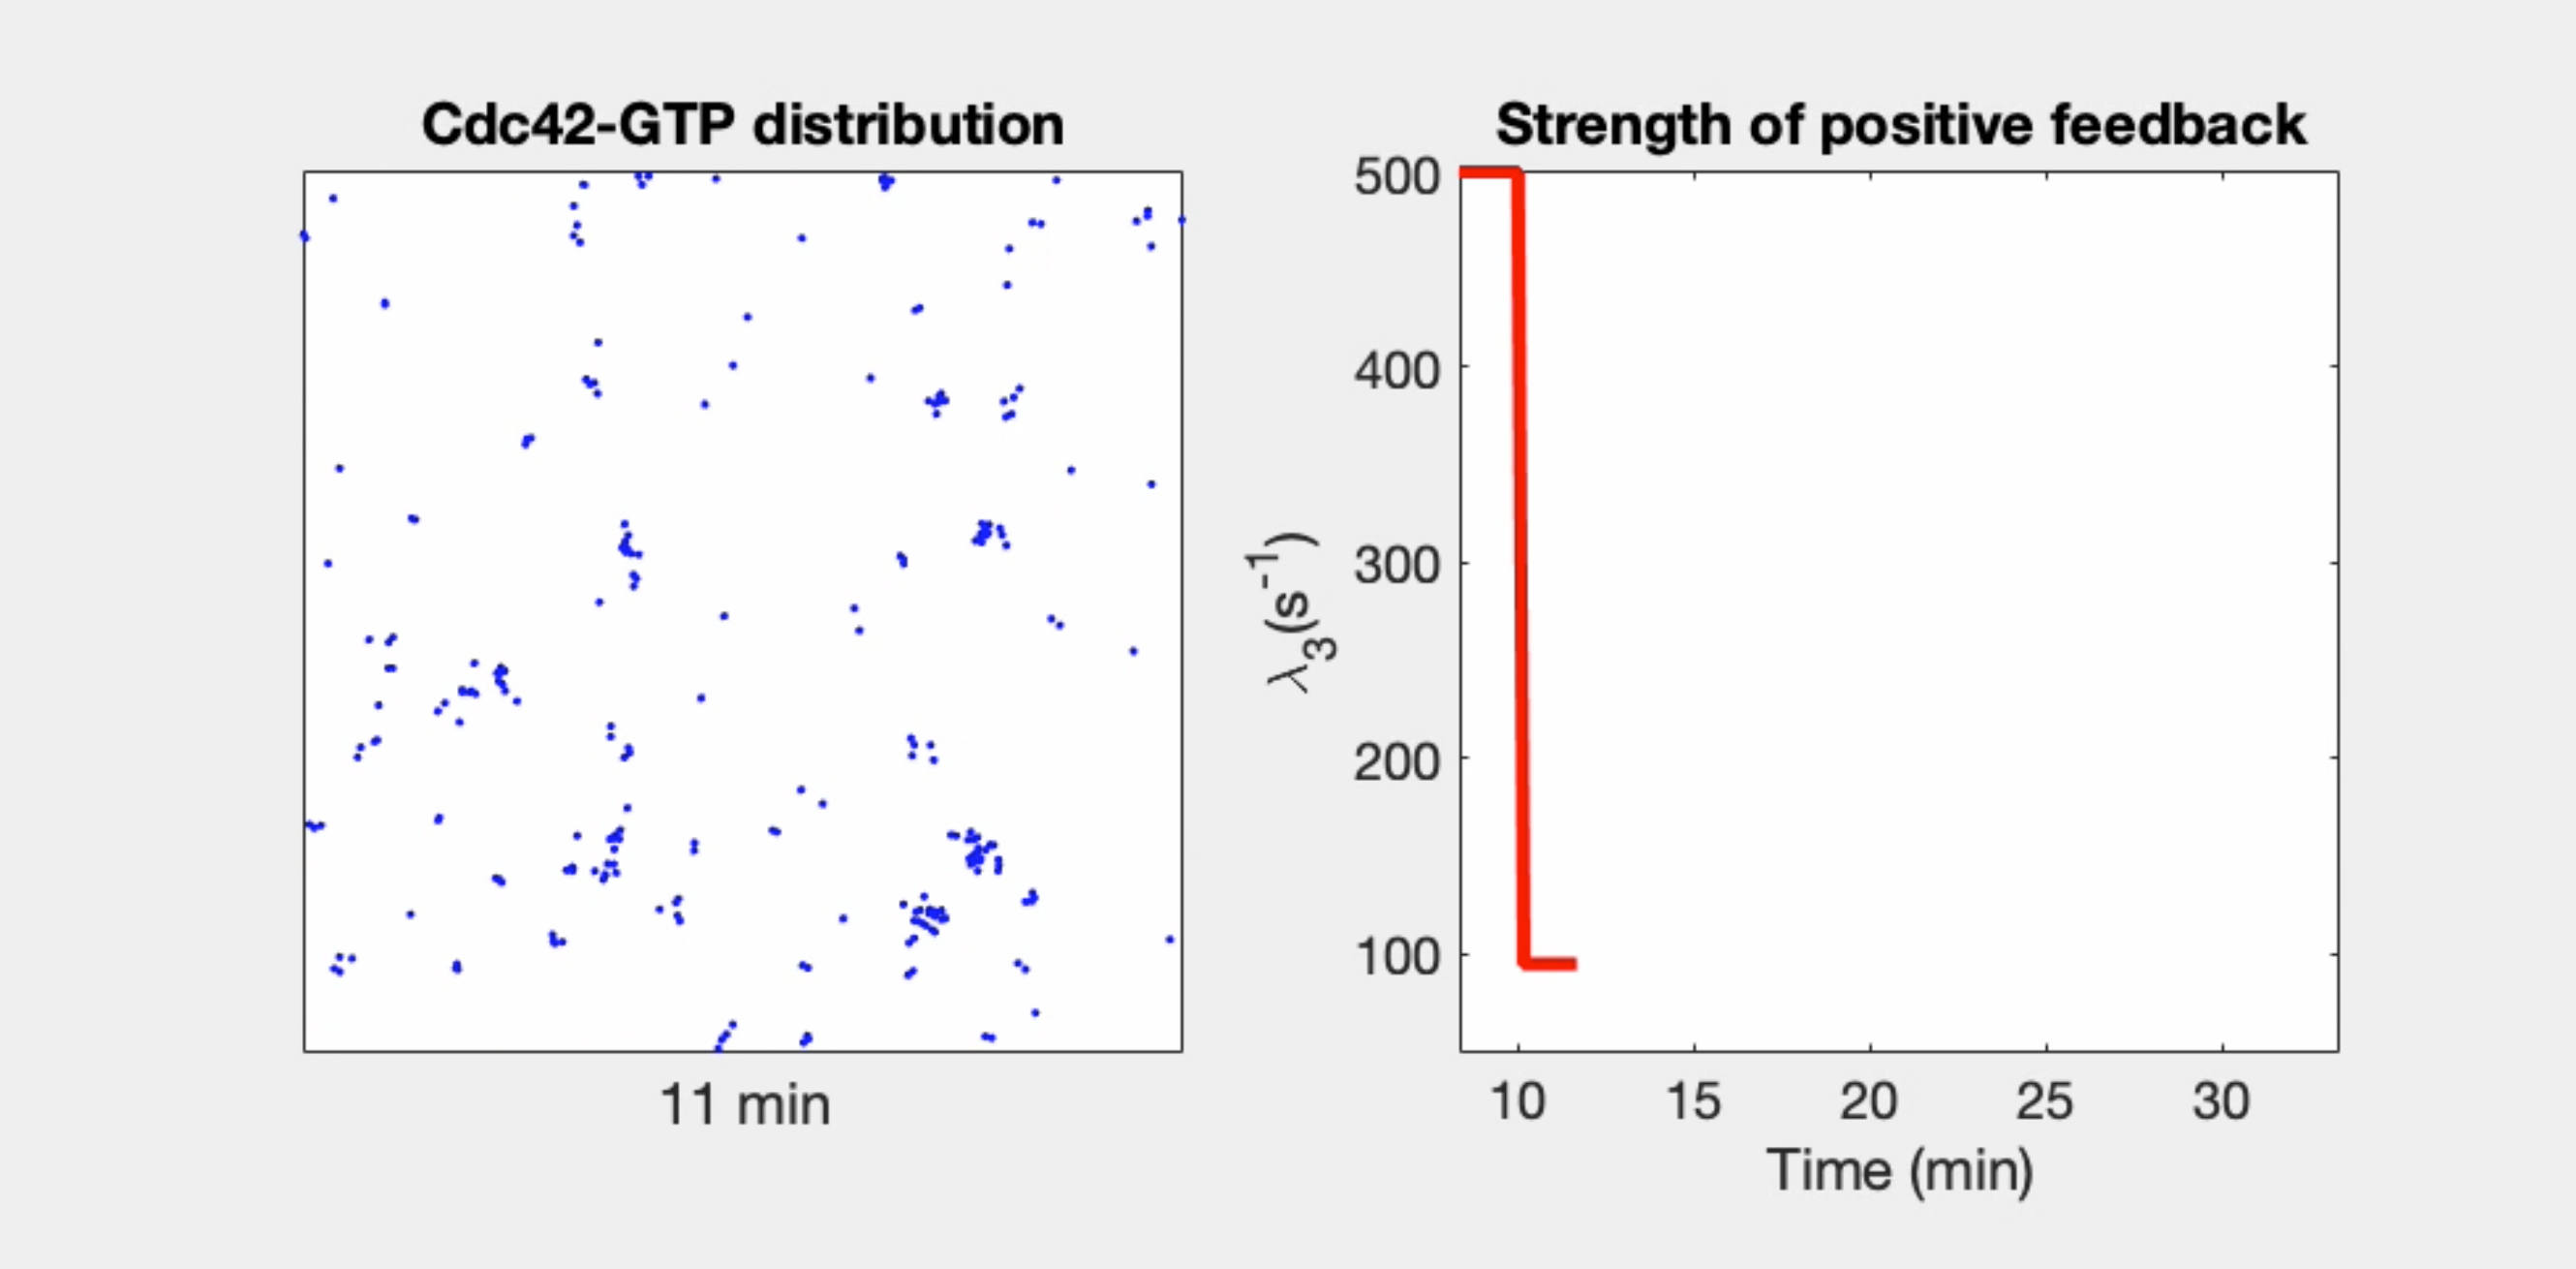 Cdc42-GTP distribution
11 min
Strength of positive feedback
500
400
300
200
100
λ₃(s⁻¹)
10 15 20 25 30
Time (min)